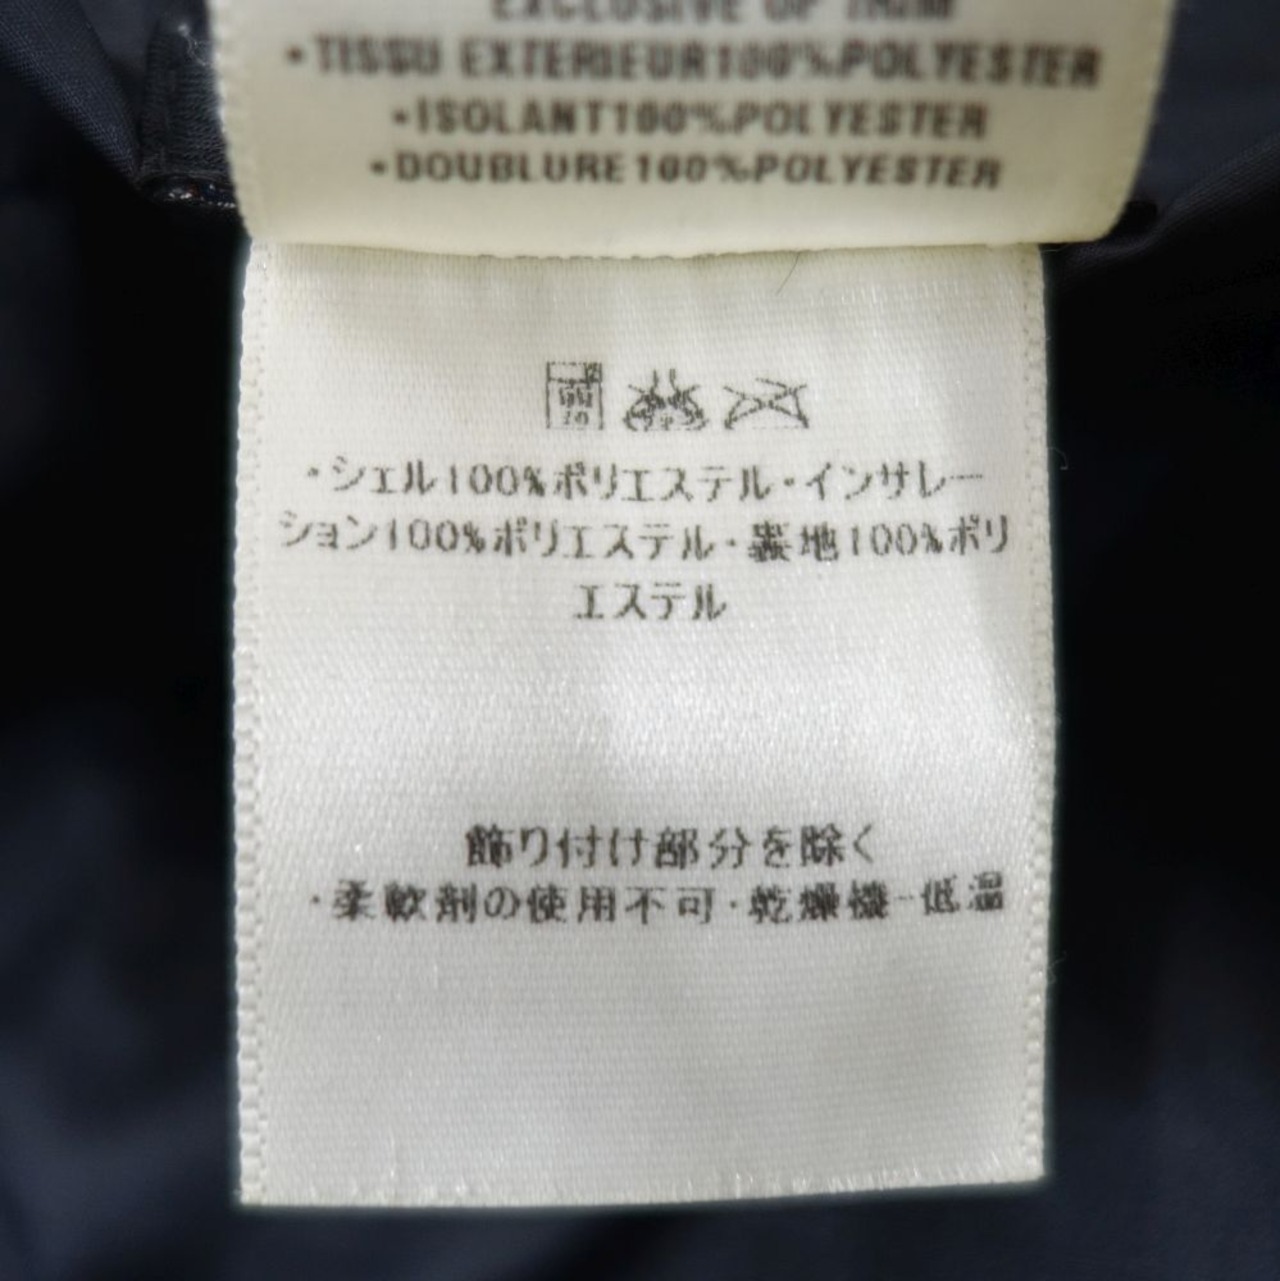 EXCLUSIVE OF TRIM
•TISSU EXTERIEUR100%POLYESTER
•ISOLANT100%POLYESTER
•DOUBLURE100%POLYESTER
・シェル100%ポリエステル・インサレー
ション100%ポリエステル・裏地100%ポリ
エステル
飾り付け部分を除く
・柔軟剤の使用不可・乾燥機-低温